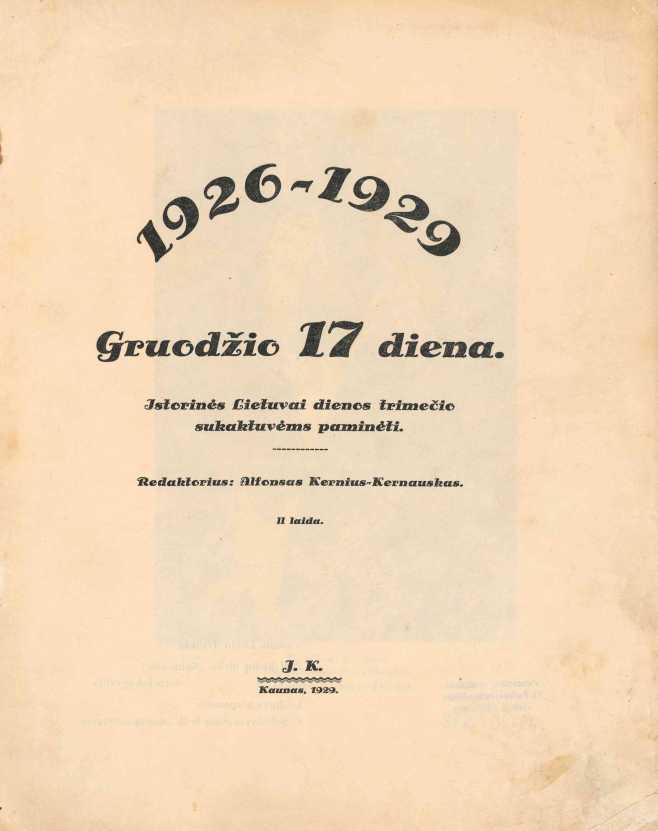 1926-1929
Gruodžio 17 diena.
Istorinės Lietuvai dienos trimečio
sukaktuvėms paminėti.
Redaktorius: Alfonsas Kernius-Kernauskas.
II laida.
J. K.
Kaunas, 1929.